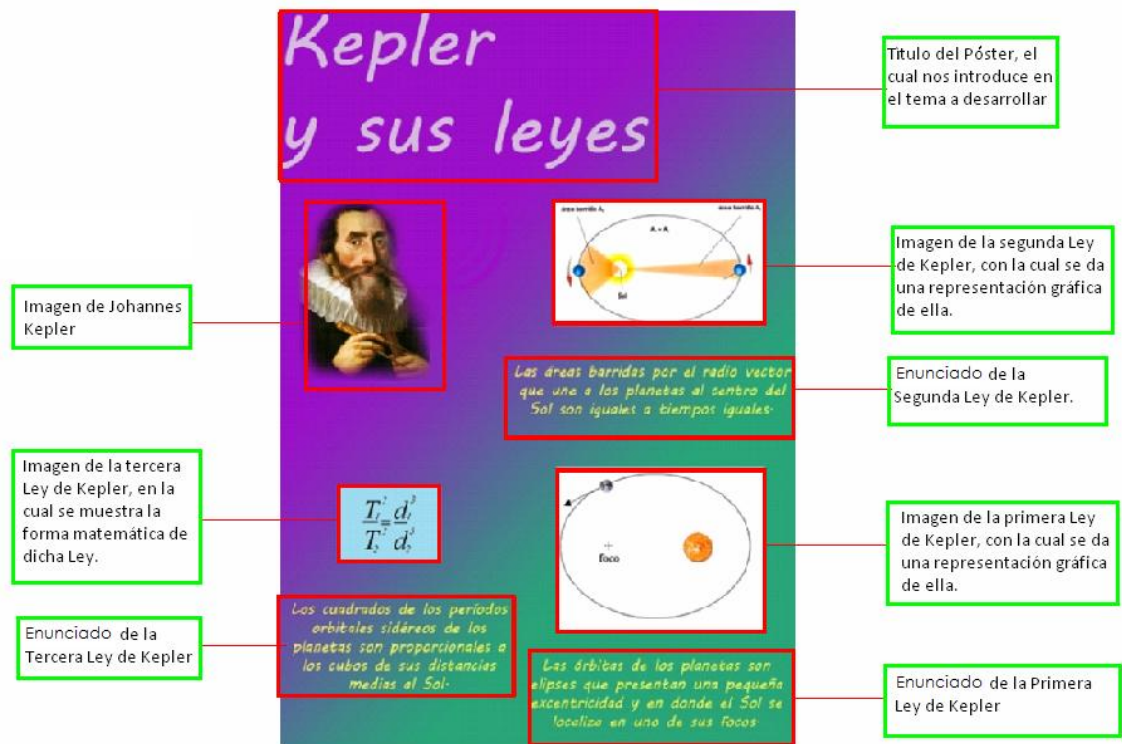 Kepler
y sus leyes
Titulo del Póster, el
cual nos introduce en
el tema a desarrollar
Imagen de Johannes
Kepler
área barrida A₁
área barrida A₂
Sol
Imagen de la segunda Ley
de Kepler, con la cual se da
una representación gráfica
de ella.
Las áreas barridas por el radio vector
que une a los planetas al centro del
Sol son iguales a tiempos iguales.
Enunciado de la
Segunda Ley de Kepler.
Imagen de la tercera
Ley de Kepler, en la
cual se muestra la
forma matemática de
dicha Ley.
T₁²/T₂² = d₁³/d₂³
Foco
Imagen de la primera Ley
de Kepler, con la cual se da
una representación gráfica
de ella.
Los cuadrados de los períodos
orbitales sidéreos de los
planetas son proporcionales a
los cubos de sus distancias
medias al Sol.
Enunciado de la
Tercera Ley de Kepler
Las órbitas de los planetas son
elipses que presentan una pequeña
excentricidad y en donde el Sol se
localiza en uno de sus focos.
Enunciado de la Primera
Ley de Kepler